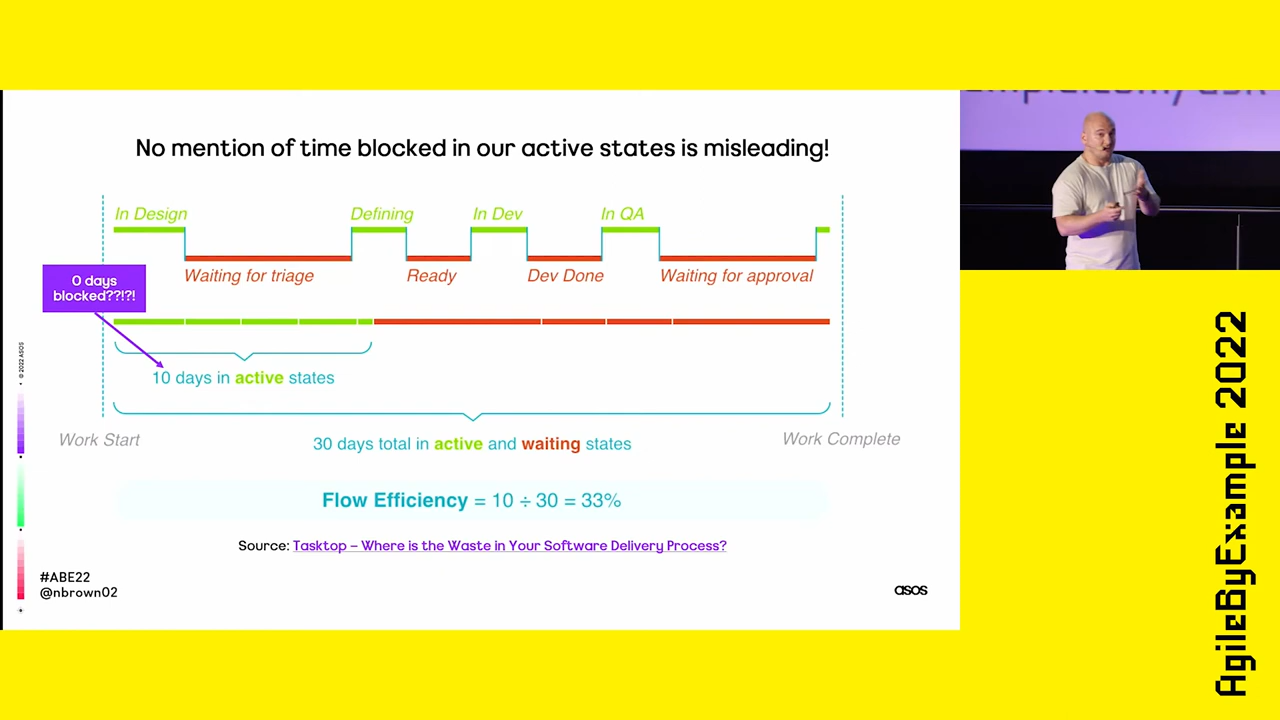 No mention of time blocked in our active states is misleading!
In Design
Defining
In Dev
In QA
Waiting for triage
Ready
Dev Done
Waiting for approval
0 days
blocked??!?!
10 days in active states
Work Start
30 days total in active and waiting states
Work Complete
Flow Efficiency = 10 ÷ 30 = 33%
Source: Tasktop – Where is the Waste in Your Software Delivery Process?
#ABE22
@nbrown02
asos
© 2022 ASOS
AgileByExample 2022